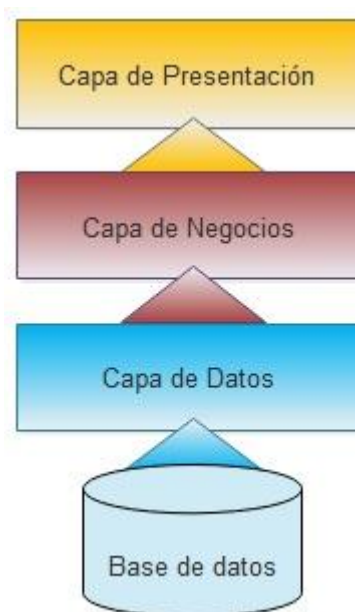 Capa de Presentación
Capa de Negocios
Capa de Datos
Base de datos